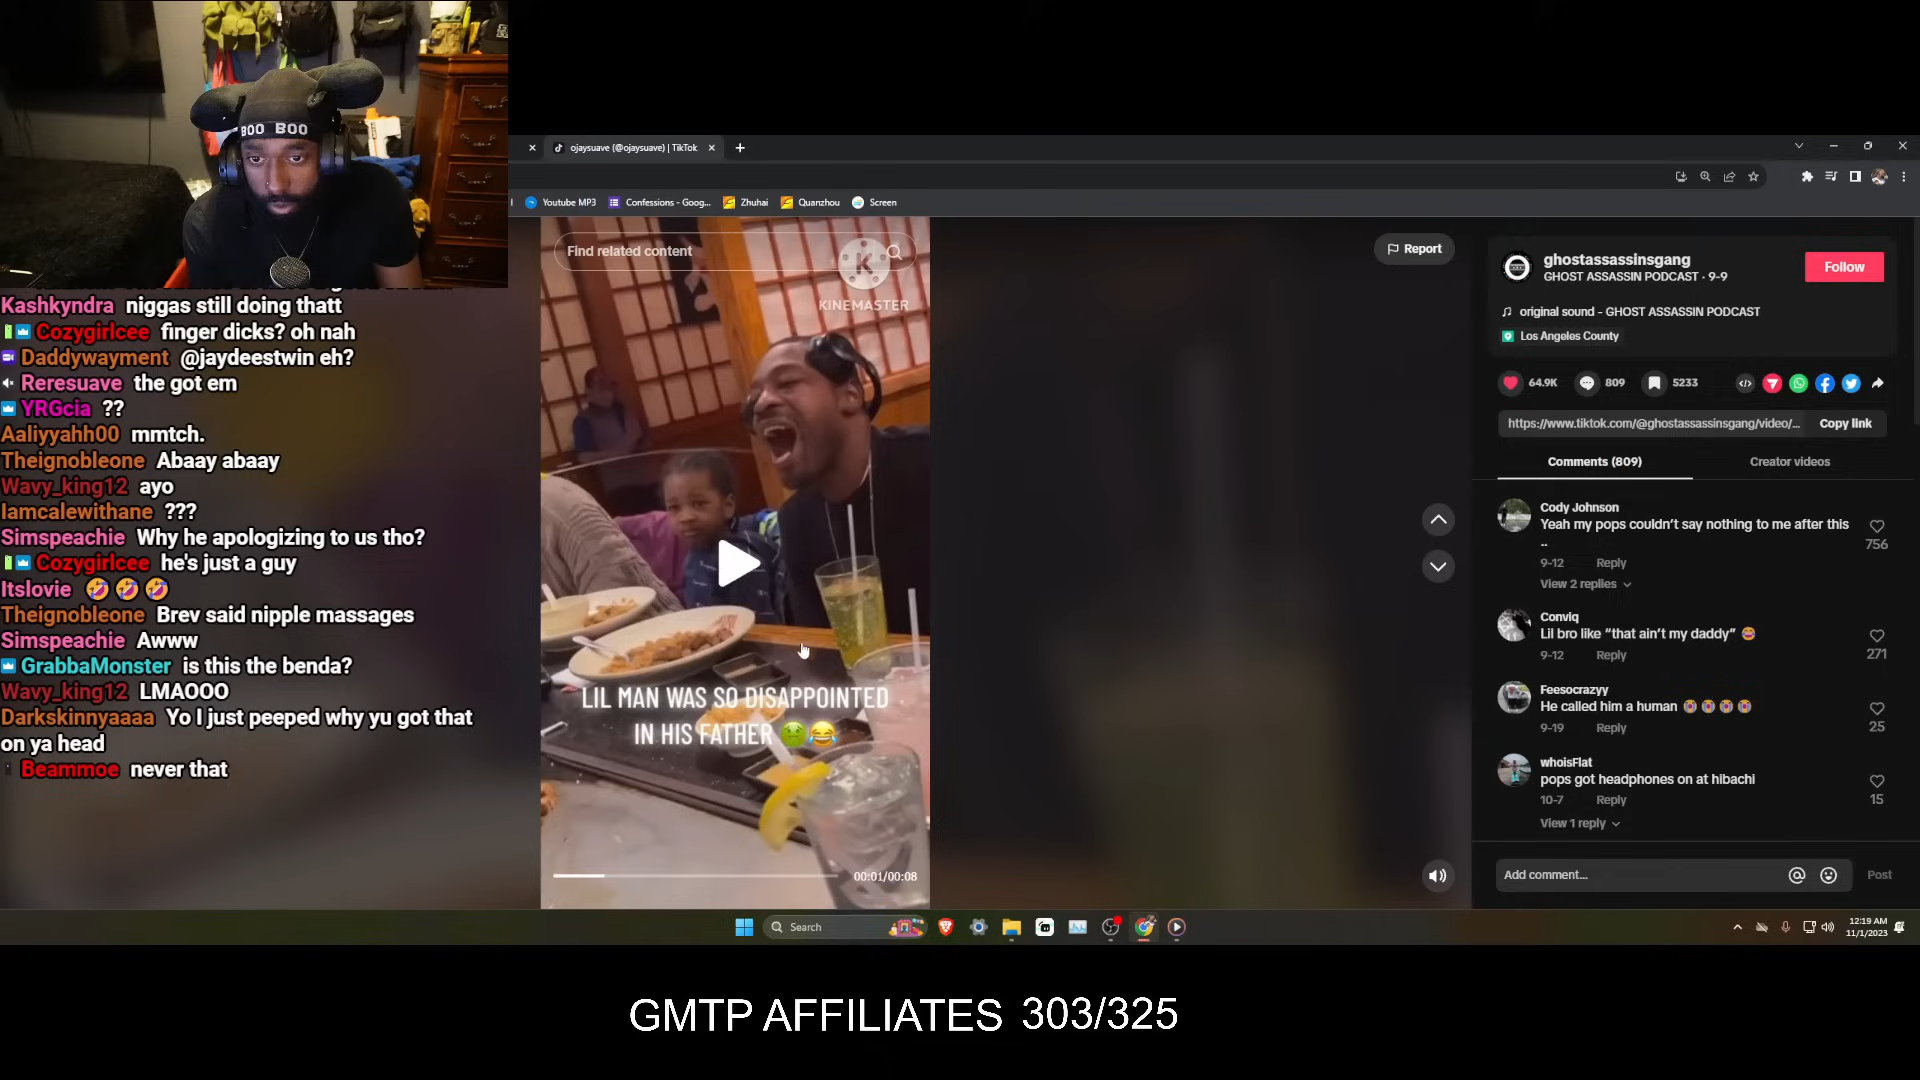 BOO BOO
Kashkyndra niggas still doing thatt
Cozygirlcee finger dicks? oh nah
Daddywayment @jaydeestwin eh?
Reresuave the got em
YRGcia ??
Aaliyyahh00 mmtch.
Theignobleone Abaay abaay
Wavy_king12 ayo
Iamcalewithane ???
Simspeachie Why he apologizing to us tho?
Cozygirlcee he's just a guy
Itslovie 🤣🤣🤣
Theignobleone Brev said nipple massages
Simspeachie Awww
GrabbaMonster is this the benda?
Wavy_king12 LMAOOO
Darkskinnyaaaa Yo I just peeped why yu got that
on ya head
Beammoe never that
ojaysuave (@ojaysuave) | TikTok
Youtube MP3 Confessions - Goog... Zhuhai Quanzhou Screen
Find related content
K
KINEMASTER
Report
LIL MAN WAS SO DISAPPOINTED
IN HIS FATHER 🤢😂
00:01/00:08
ghostassassinsgang
GHOST ASSASSIN PODCAST · 9-9
Follow
original sound - GHOST ASSASSIN PODCAST
Los Angeles County
64.9K 809 5233
https://www.tiktok.com/@ghostassassinsgang/video/... Copy link
Comments (809) Creator videos
Cody Johnson
Yeah my pops couldn't say nothing to me after this
..
756
9-12 Reply
View 2 replies
Conviq
Lil bro like "that ain't my daddy" 😂
271
9-12 Reply
Feesocrazyy
He called him a human 😭😭😭😭
25
9-19 Reply
whoisFlat
pops got headphones on at hibachi
15
10-7 Reply
View 1 reply
Add comment... Post
Search
12:19 AM
11/1/2023
GMTP AFFILIATES 303/325